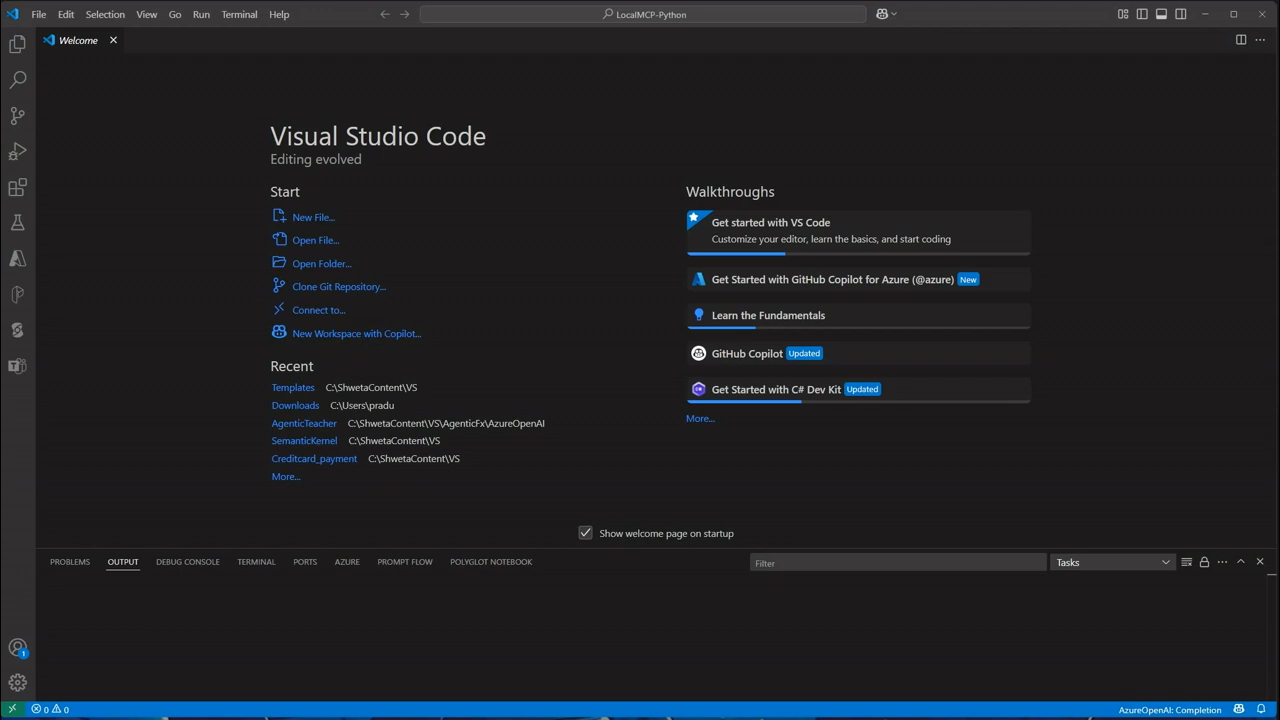 File Edit Selection View Go Run Terminal Help
LocalMCP-Python
Welcome
Visual Studio Code
Editing evolved
Start
New File...
Open File...
Open Folder...
Clone Git Repository...
Connect to...
New Workspace with Copilot...
Recent
Templates C:\ShwetaContent\VS
Downloads C:\Users\pradu
AgenticTeacher C:\ShwetaContent\VS\AgenticFx\AzureOpenAI
SemanticKernel C:\ShwetaContent\VS
Creditcard_payment C:\ShwetaContent\VS
More...
Walkthroughs
Get started with VS Code
Customize your editor, learn the basics, and start coding
Get Started with GitHub Copilot for Azure (@azure) New
Learn the Fundamentals
GitHub Copilot Updated
Get Started with C# Dev Kit Updated
More...
Show welcome page on startup
PROBLEMS OUTPUT DEBUG CONSOLE TERMINAL PORTS AZURE PROMPT FLOW POLYGLOT NOTEBOOK
Filter
Tasks
1
0 0
AzureOpenAI: Completion